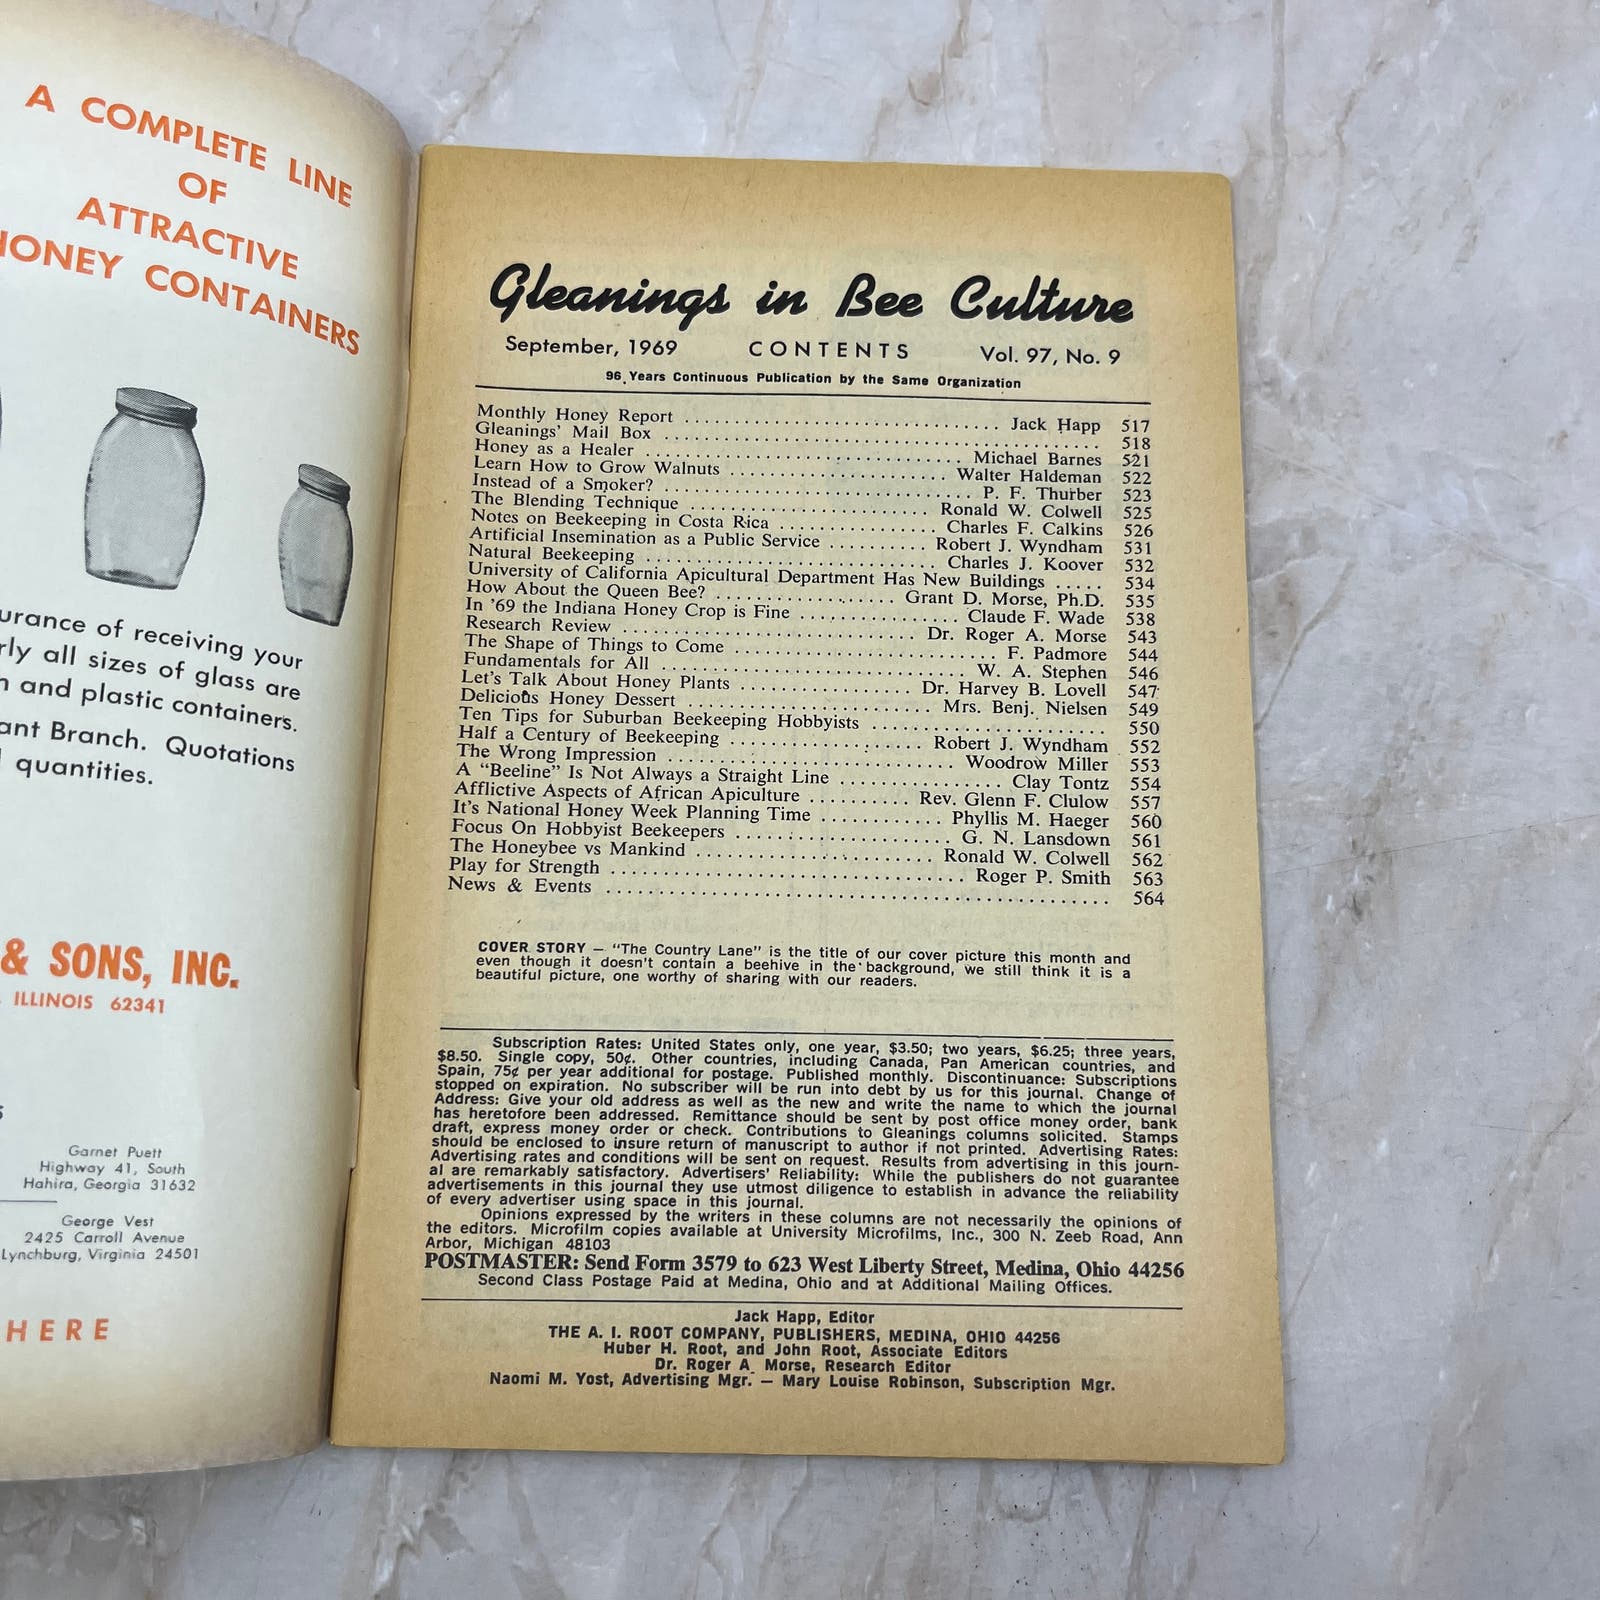 A COMPLETE LINE
OF
ATTRACTIVE
HONEY CONTAINERS
receiving your
all sizes of glass are
and plastic containers.
Branch. Quotations
quantities.
& SONS, INC.
ILLINOIS 62341
Garnet Puett
Highway 41, South
Hahira, Georgia 31632
George Vest
2425 Carroll Avenue
Lynchburg, Virginia 24501
HERE
Gleanings in Bee Culture
September, 1969 CONTENTS Vol. 97, No. 9
96 Years Continuous Publication by the Same Organization
Monthly Honey Report ........ Jack Happ 517
Gleanings' Mail Box ........ 518
Honey as a Healer ........ Michael Barnes 521
Learn How to Grow Walnuts ........ Walter Haldeman 522
Instead of a Smoker? ........ P. F. Thurber 523
The Blending Technique ........ Ronald W. Colwell 525
Notes on Beekeeping in Costa Rica ........ Charles F. Calkins 526
Artificial Insemination as a Public Service ........ Robert J. Wyndham 531
Natural Beekeeping ........ Charles J. Koover 532
University of California Apicultural Department Has New Buildings ..... 534
How About the Queen Bee? ........ Grant D. Morse, Ph.D. 535
In '69 the Indiana Honey Crop is Fine ........ Claude F. Wade 538
Research Review ........ Dr. Roger A. Morse 543
The Shape of Things to Come ........ F. Padmore 544
Fundamentals for All ........ W. A. Stephen 546
Let's Talk About Honey Plants ........ Dr. Harvey B. Lovell 547
Delicious Honey Dessert ........ Mrs. Benj. Nielsen 549
Ten Tips for Suburban Beekeeping Hobbyists ........ 550
Half a Century of Beekeeping ........ Robert J. Wyndham 552
The Wrong Impression ........ Woodrow Miller 553
A "Beeline" Is Not Always a Straight Line ........ Clay Tontz 554
Afflictive Aspects of African Apiculture ........ Rev. Glenn F. Clulow 557
It's National Honey Week Planning Time ........ Phyllis M. Haeger 560
Focus On Hobbyist Beekeepers ........ G. N. Lansdown 561
The Honeybee vs Mankind ........ Ronald W. Colwell 562
Play for Strength ........ Roger P. Smith 563
News & Events ........ 564
COVER STORY — "The Country Lane" is the title of our cover picture this month and
even though it doesn't contain a beehive in the background, we still think it is a
beautiful picture, one worthy of sharing with our readers.
Subscription Rates: United States only, one year, $3.50; two years, $6.25; three years,
$8.50. Single copy, 50¢. Other countries, including Canada, Pan American countries, and
Spain, 75¢ per year additional for postage. Published monthly. Discontinuance: Subscriptions
stopped on expiration. No subscriber will be run into debt by us for this journal. Change of
Address: Give your old address as well as the new and write the name to which the journal
has heretofore been addressed. Remittance should be sent by post office money order, bank
draft, express money order or check. Contributions to Gleanings columns solicited. Stamps
should be enclosed to insure return of manuscript to author if not printed. Advertising Rates:
Advertising rates and conditions will be sent on request. Results from advertising in this journ-
al are remarkably satisfactory. Advertisers' Reliability: While the publishers do not guarantee
advertisements in this journal they use utmost diligence to establish in advance the reliability
of every advertiser using space in this journal.
Opinions expressed by the writers in these columns are not necessarily the opinions of
the editors. Microfilm copies available at University Microfilms, Inc., 300 N. Zeeb Road, Ann
Arbor, Michigan 48103
POSTMASTER: Send Form 3579 to 623 West Liberty Street, Medina, Ohio 44256
Second Class Postage Paid at Medina, Ohio and at Additional Mailing Offices.
Jack Happ, Editor
THE A. I. ROOT COMPANY, PUBLISHERS, MEDINA, OHIO 44256
Huber H. Root, and John Root, Associate Editors
Dr. Roger A. Morse, Research Editor
Naomi M. Yost, Advertising Mgr. — Mary Louise Robinson, Subscription Mgr.